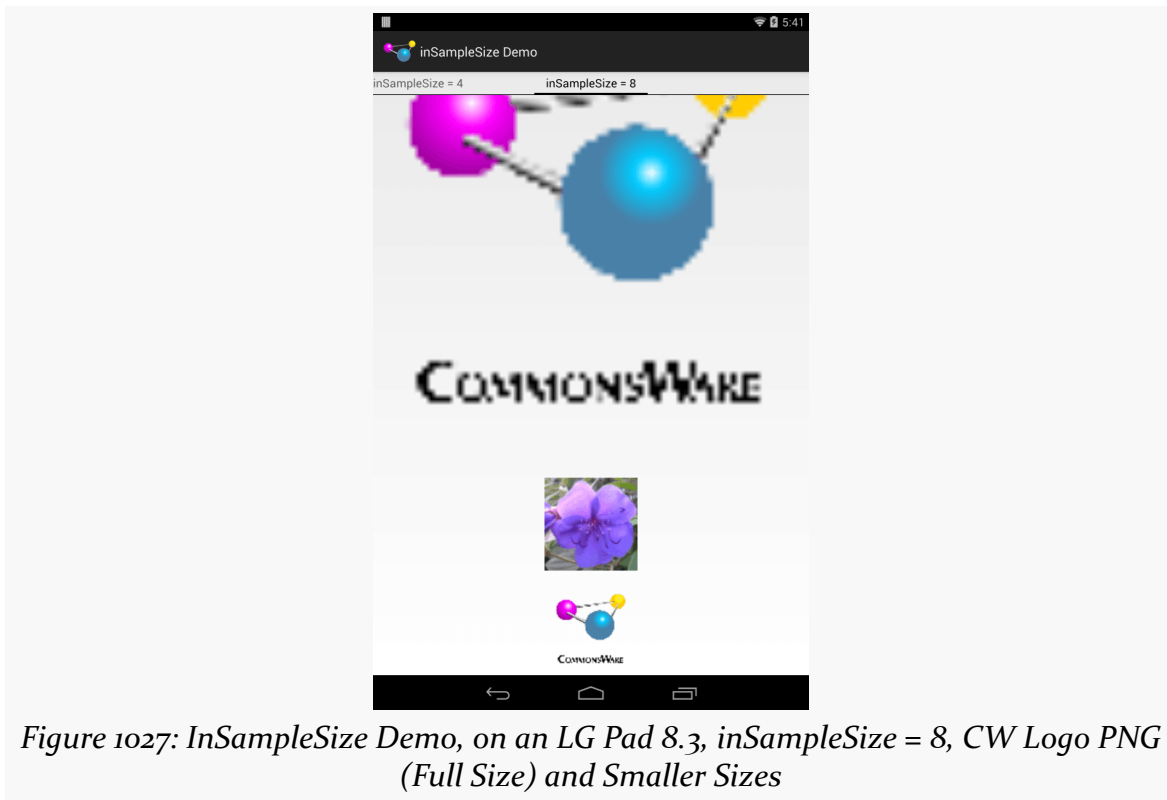 5:41
inSampleSize Demo
inSampleSize = 4 inSampleSize = 8
COMMONSWARE
COMMONSWARE
Figure 1027: InSampleSize Demo, on an LG Pad 8.3, inSampleSize = 8, CW Logo PNG
(Full Size) and Smaller Sizes